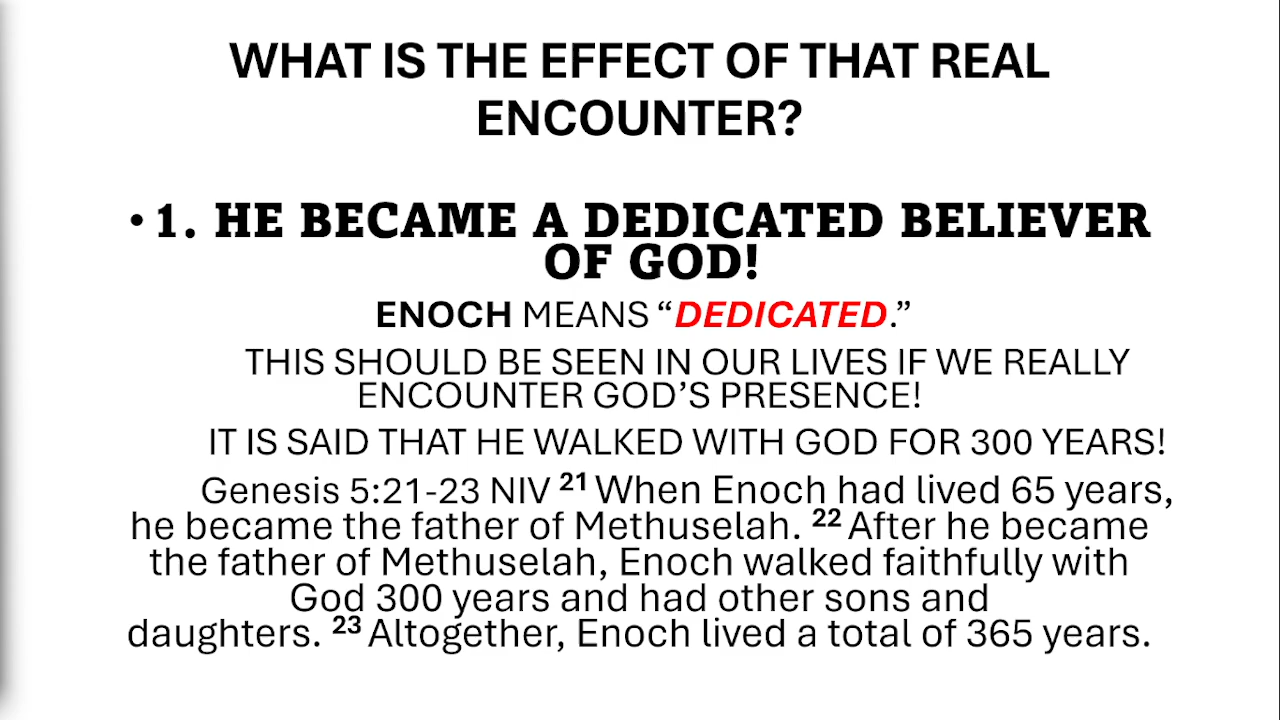 WHAT IS THE EFFECT OF THAT REAL
ENCOUNTER?
• 1. HE BECAME A DEDICATED BELIEVER
OF GOD!
ENOCH MEANS “DEDICATED.”
THIS SHOULD BE SEEN IN OUR LIVES IF WE REALLY
ENCOUNTER GOD’S PRESENCE!
IT IS SAID THAT HE WALKED WITH GOD FOR 300 YEARS!
Genesis 5:21-23 NIV 21 When Enoch had lived 65 years,
he became the father of Methuselah. 22 After he became
the father of Methuselah, Enoch walked faithfully with
God 300 years and had other sons and
daughters. 23 Altogether, Enoch lived a total of 365 years.